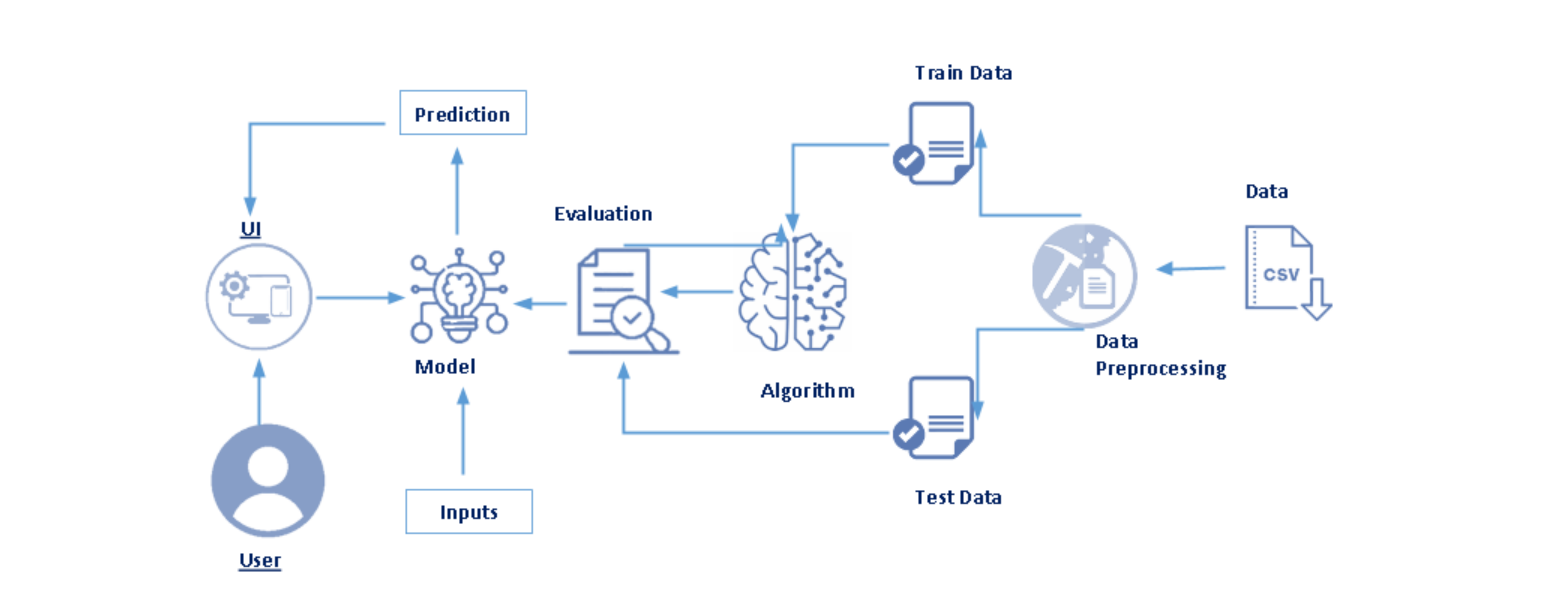 Train Data
Prediction
Data
Evaluation
UI
CSV
Data
Preprocessing
Model
Algorithm
Test Data
Inputs
User